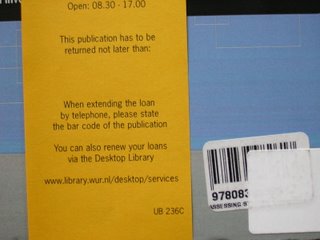 Open: 08.30 - 17.00
This publication has to be
returned not later than:
When extending the loan
by telephone, please state
the bar code of the publication
You can also renew your loans
via the Desktop Library
www.library.wur.nl/desktop/services
UB 236C
97808
ASSESSING